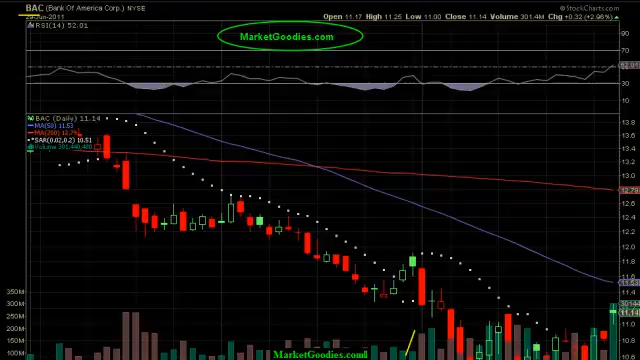 BAC (Bank Of America Corp.) NYSE
© StockCharts.com
29-Jun-2011
Open 11.17 High 11.25 Low 11.00 Close 11.14 Volume 301.4M Chg +0.32 (+2.96%)
RSI(14) 52.01
MarketGoodies.com
90
70
52.01
30
10
BAC (Daily) 11.14
MA(50) 11.53
MA(200) 12.79
SAR(0.02,0.2) 10.51
Volume 301,440,480
13.8
13.6
13.4
13.2
13.0
12.79
12.6
12.4
12.2
12.0
11.8
11.6
11.53
350M
300M
250M
11.14
200M
11.0
150M
10.8
100M
10.6
MarketGoodies.com